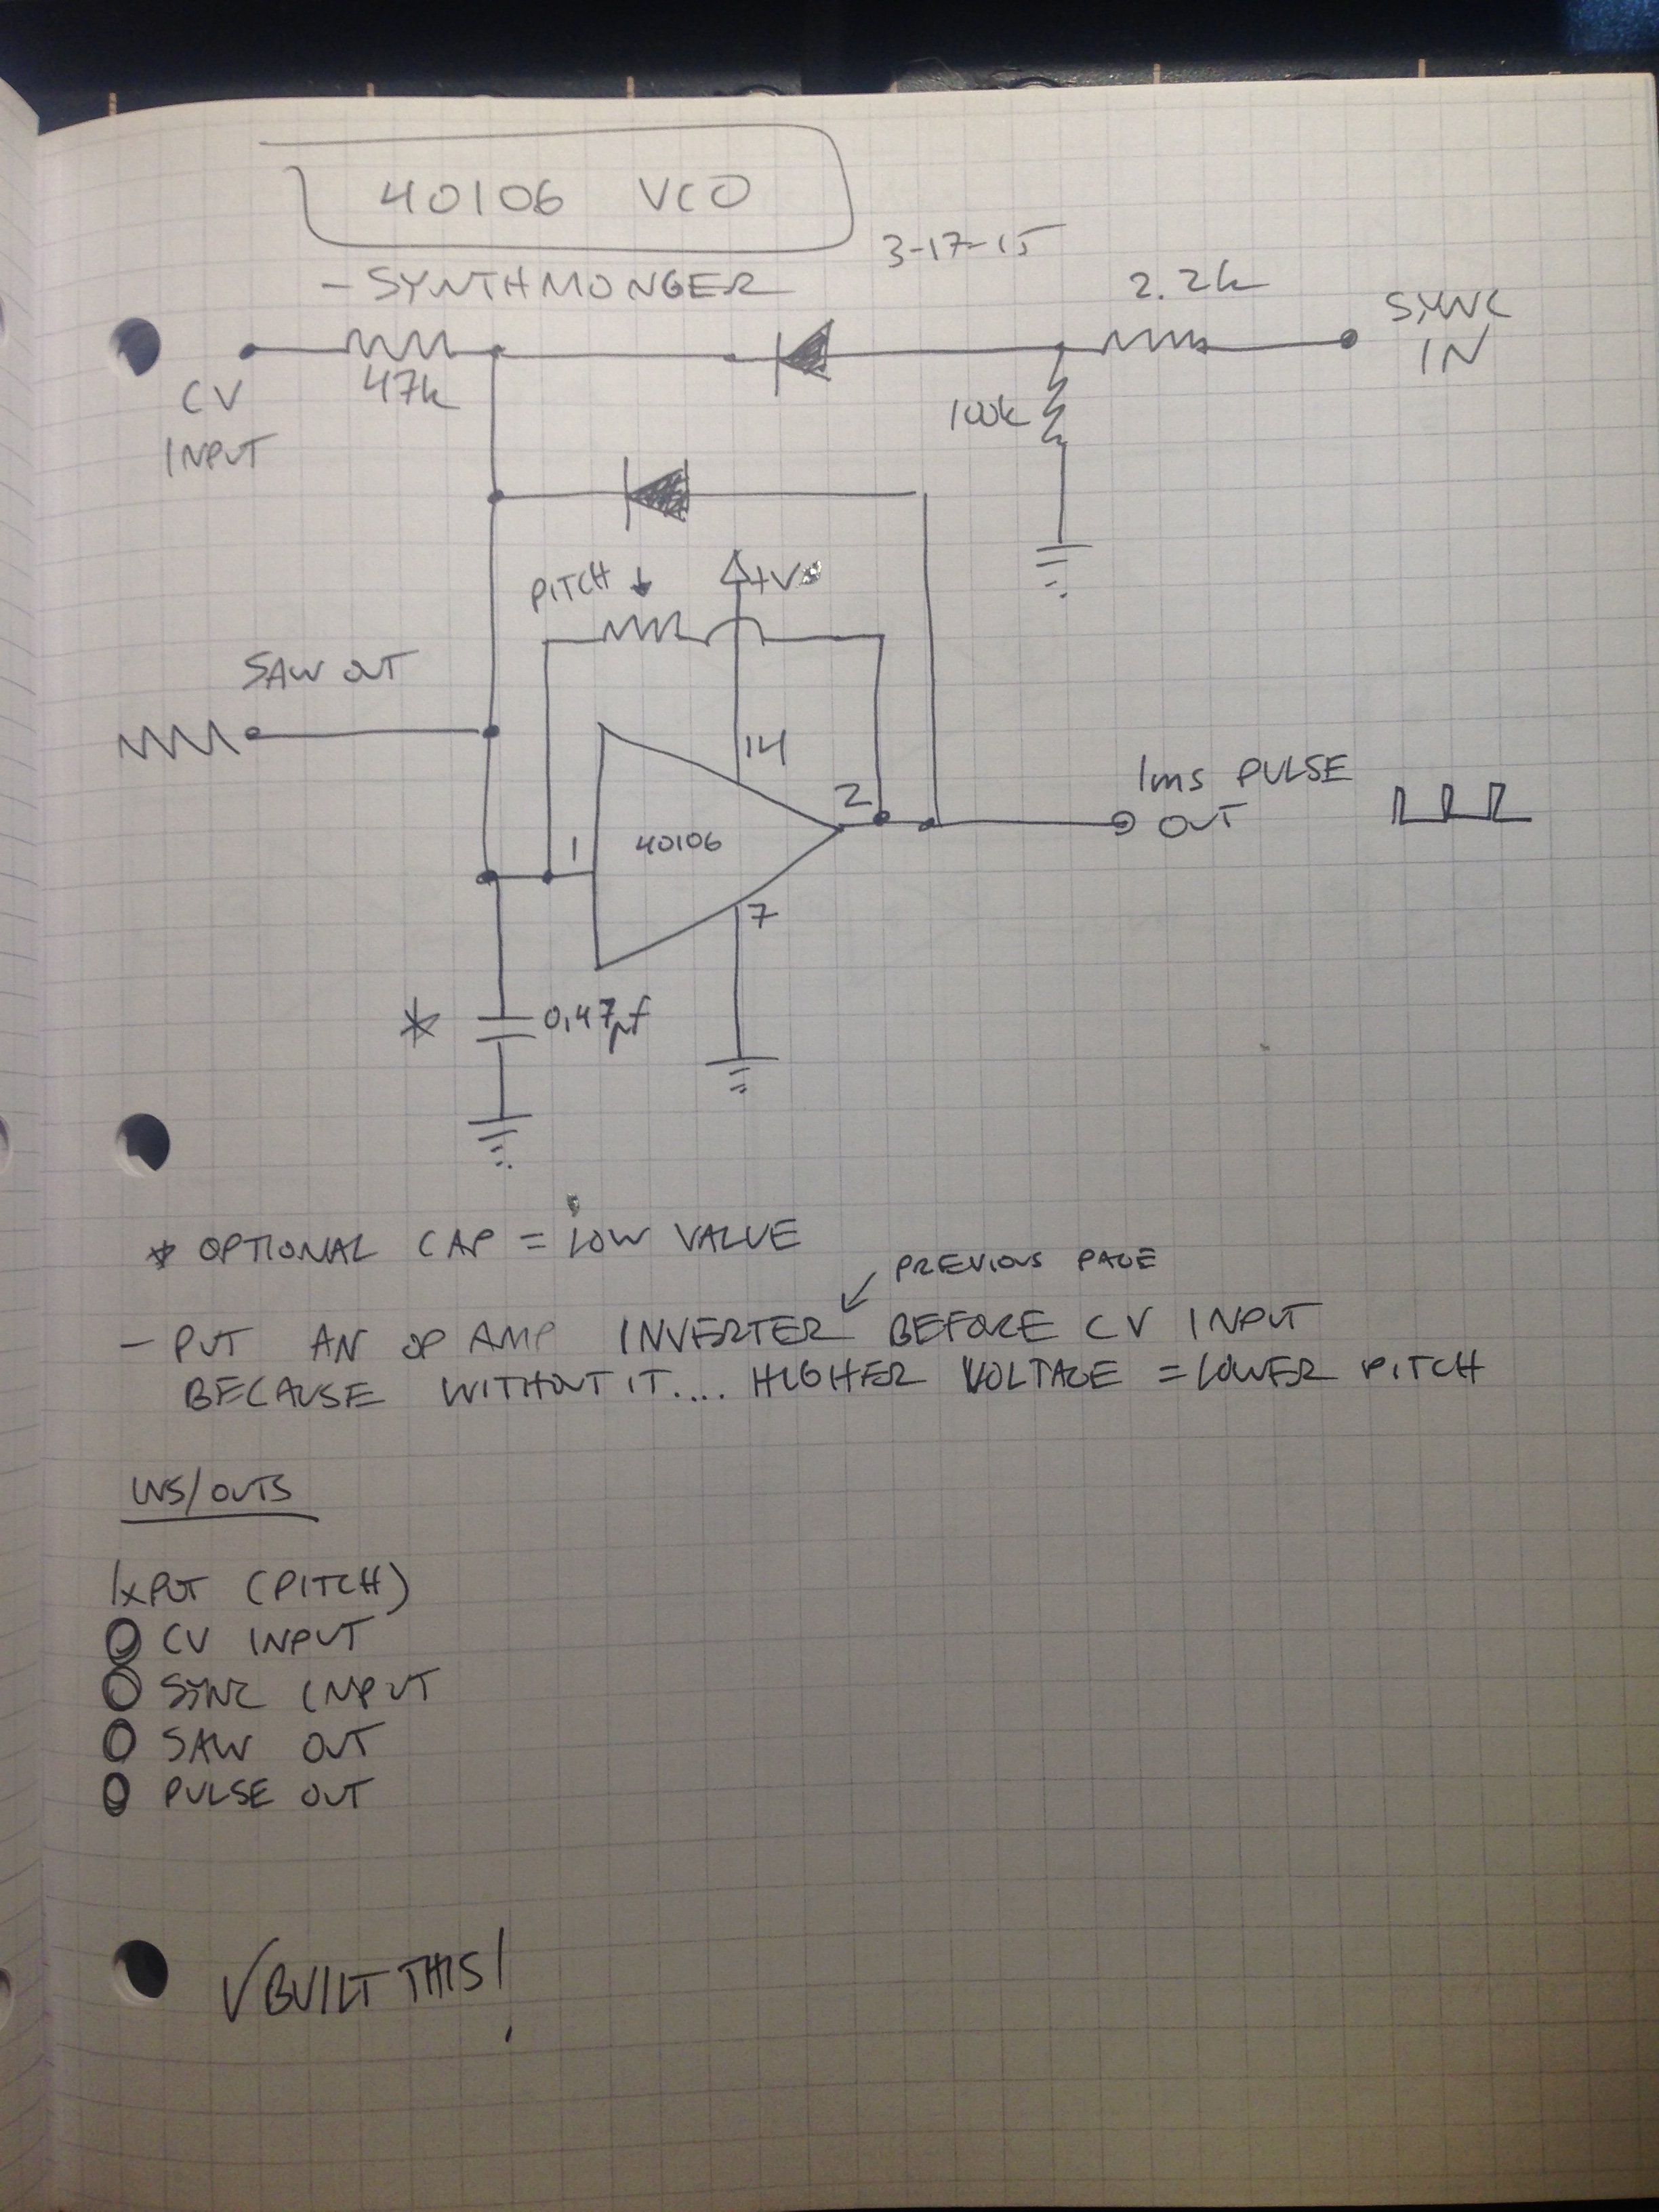 40106 VCO
3-17-15
- SYNTHMONGER
2.2k
SYNC
IN
47k
CV
INPUT
100k
PITCH
+V
SAW OUT
14
2
1ms PULSE
OUT
1
40106
7
* 0,47µf
* OPTIONAL CAP = LOW VALUE
PREVIOUS PAGE
- PUT AN OP AMP INVERTER BEFORE CV INPUT
BECAUSE WITHOUT IT.... HIGHER VOLTAGE = LOWER PITCH
INS/OUTS
1xPOT (PITCH)
CV INPUT
SYNC INPUT
SAW OUT
PULSE OUT
√ BUILT THIS!